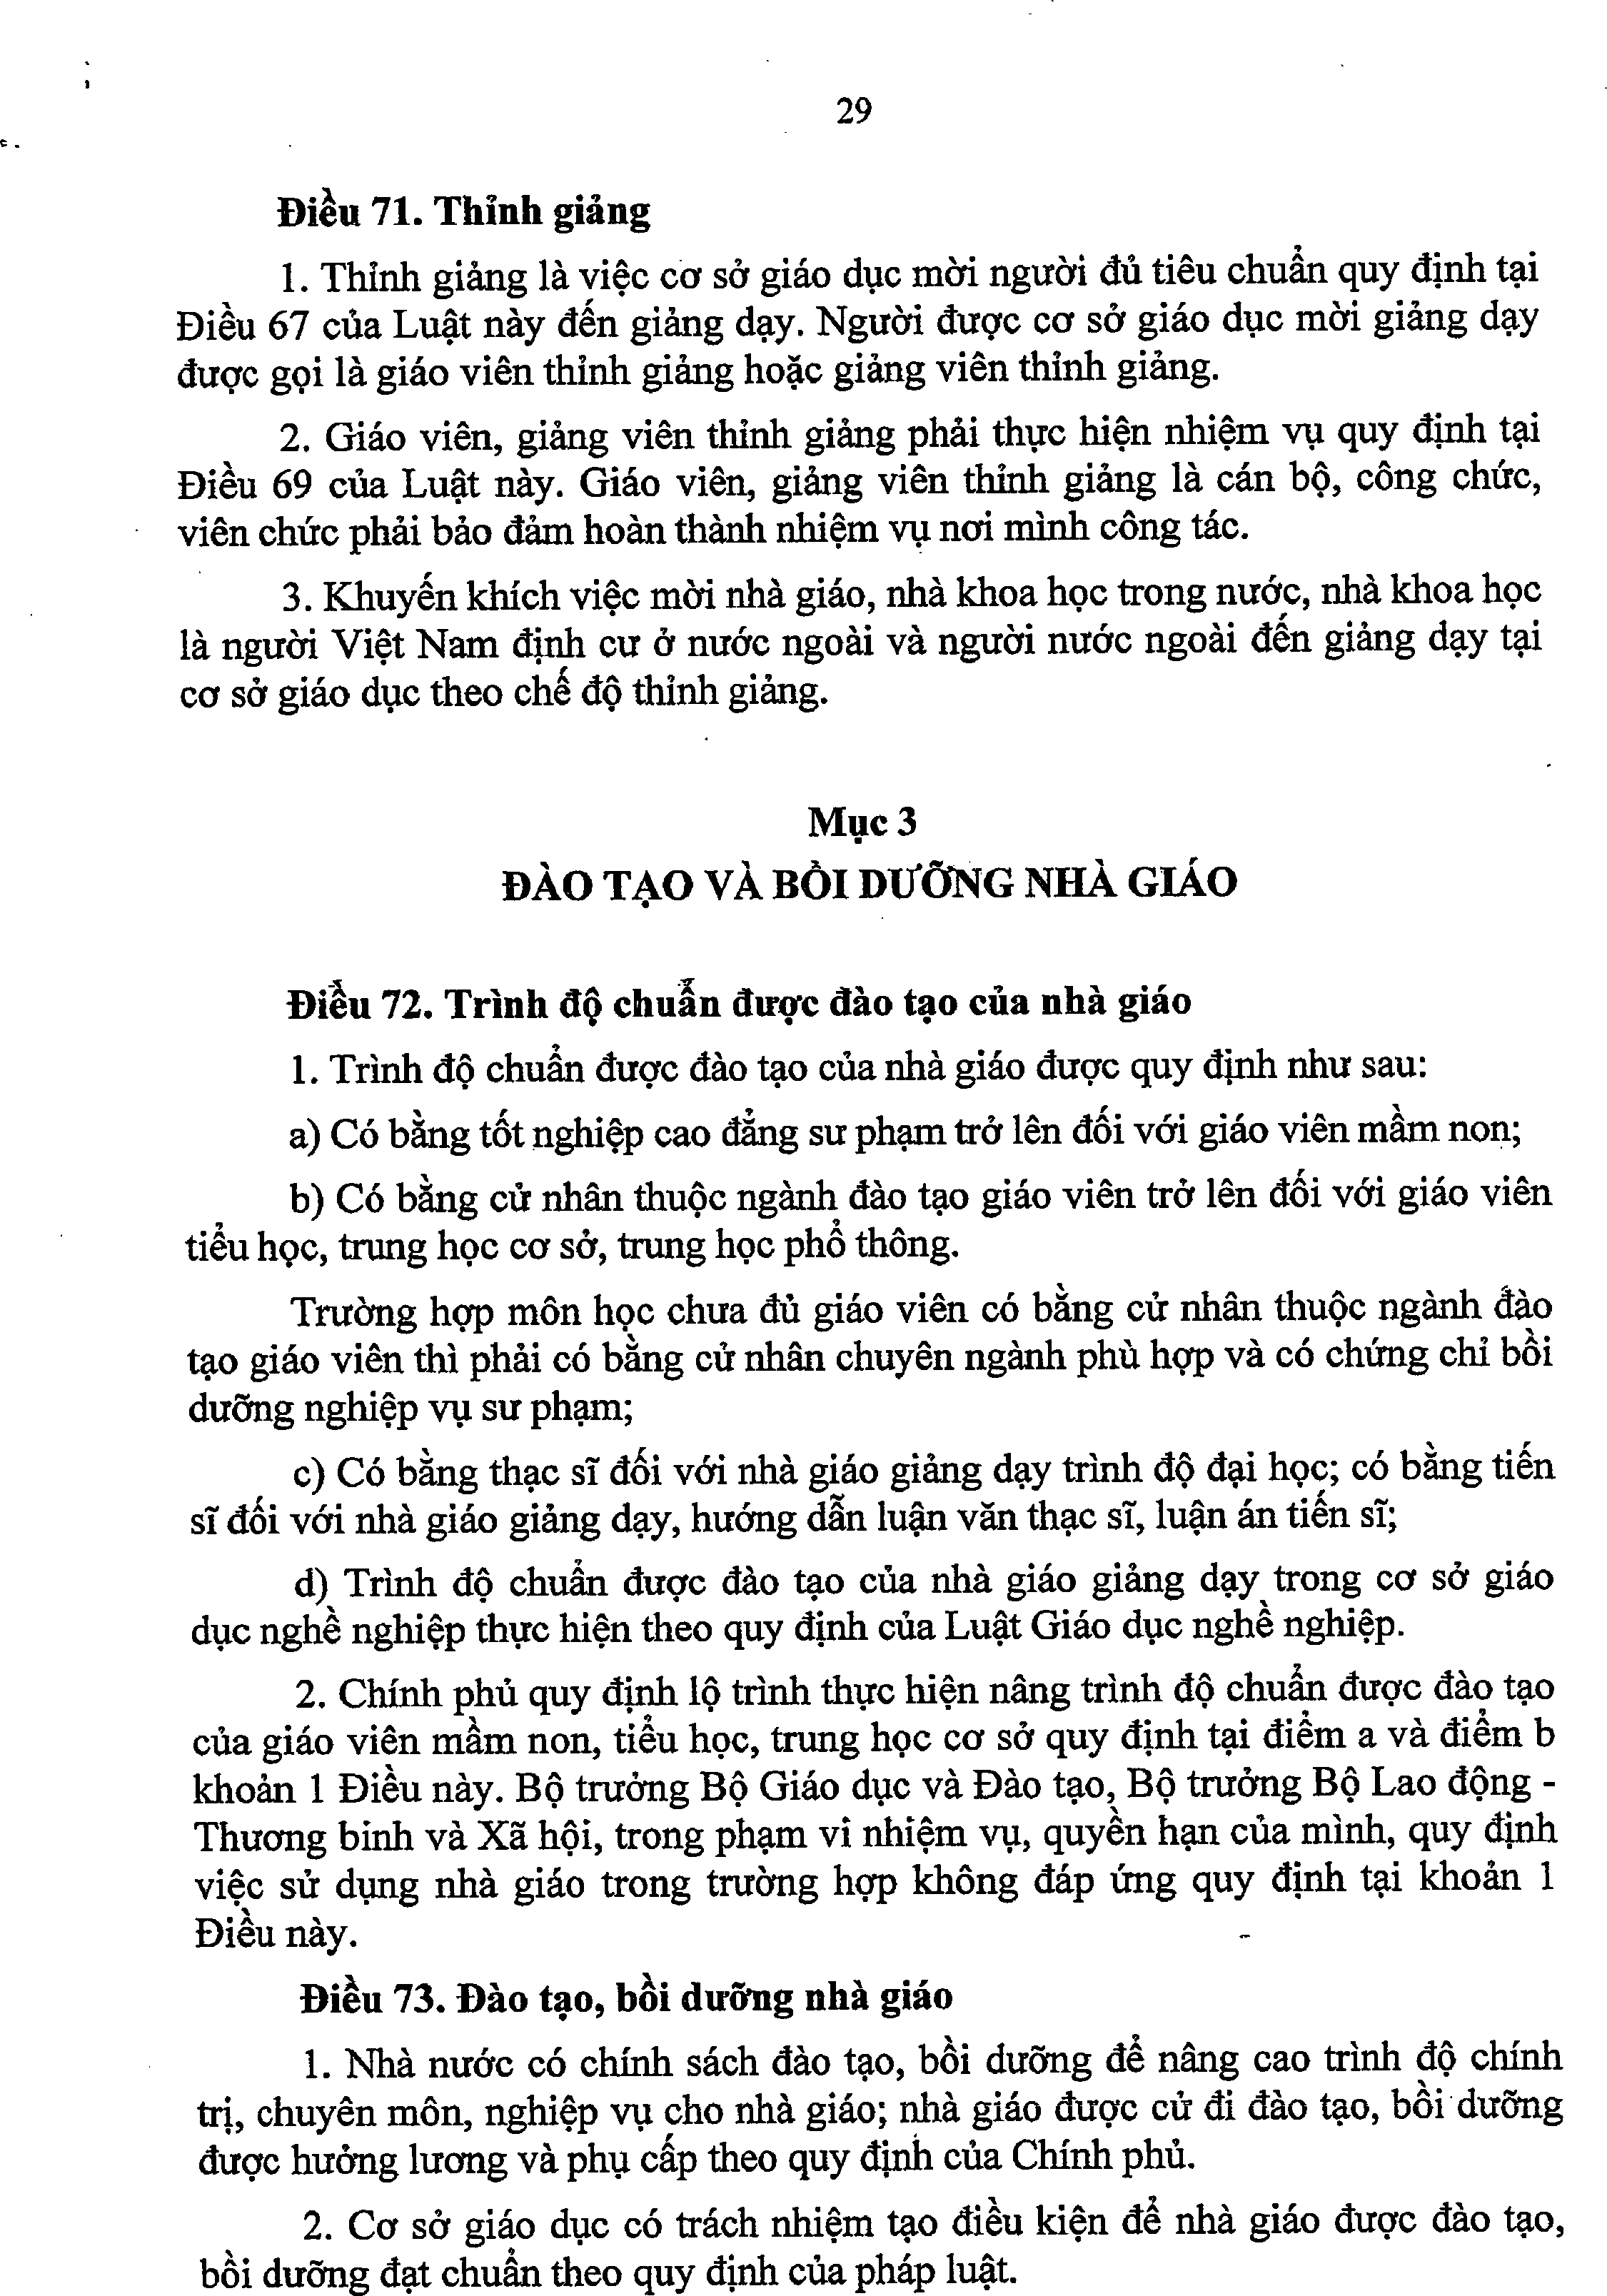 29
Điều 71. Thỉnh giảng
1. Thỉnh giảng là việc cơ sở giáo dục mời người đủ tiêu chuẩn quy định tại
Điều 67 của Luật này đến giảng dạy. Người được cơ sở giáo dục mời giảng dạy
được gọi là giáo viên thỉnh giảng hoặc giảng viên thỉnh giảng.
2. Giáo viên, giảng viên thỉnh giảng phải thực hiện nhiệm vụ quy định tại
Điều 69 của Luật này. Giáo viên, giảng viên thỉnh giảng là cán bộ, công chức,
viên chức phải bảo đảm hoàn thành nhiệm vụ nơi mình công tác.
3. Khuyến khích việc mời nhà giáo, nhà khoa học trong nước, nhà khoa học
là người Việt Nam định cư ở nước ngoài và người nước ngoài đến giảng dạy tại
cơ sở giáo dục theo chế độ thỉnh giảng.
Mục 3
ĐÀO TẠO VÀ BỒI DƯỠNG NHÀ GIÁO
Điều 72. Trình độ chuẩn được đào tạo của nhà giáo
1. Trình độ chuẩn được đào tạo của nhà giáo được quy định như sau:
a) Có bằng tốt nghiệp cao đẳng sư phạm trở lên đối với giáo viên mầm non;
b) Có bằng cử nhân thuộc ngành đào tạo giáo viên trở lên đối với giáo viên
tiểu học, trung học cơ sở, trung học phổ thông.
Trường hợp môn học chưa đủ giáo viên có bằng cử nhân thuộc ngành đào
tạo giáo viên thì phải có bằng cử nhân chuyên ngành phù hợp và có chứng chỉ bồi
dưỡng nghiệp vụ sư phạm;
c) Có bằng thạc sĩ đối với nhà giáo giảng dạy trình độ đại học; có bằng tiến
sĩ đối với nhà giáo giảng dạy, hướng dẫn luận văn thạc sĩ, luận án tiến sĩ;
d) Trình độ chuẩn được đào tạo của nhà giáo giảng dạy trong cơ sở giáo
dục nghề nghiệp thực hiện theo quy định của Luật Giáo dục nghề nghiệp.
2. Chính phủ quy định lộ trình thực hiện nâng trình độ chuẩn được đào tạo
của giáo viên mầm non, tiểu học, trung học cơ sở quy định tại điểm a và điểm b
khoản 1 Điều này. Bộ trưởng Bộ Giáo dục và Đào tạo, Bộ trưởng Bộ Lao động -
Thương binh và Xã hội, trong phạm vi nhiệm vụ, quyền hạn của mình, quy định
việc sử dụng nhà giáo trong trường hợp không đáp ứng quy định tại khoản 1
Điều này.
Điều 73. Đào tạo, bồi dưỡng nhà giáo
1. Nhà nước có chính sách đào tạo, bồi dưỡng để nâng cao trình độ chính
trị, chuyên môn, nghiệp vụ cho nhà giáo; nhà giáo được cử đi đào tạo, bồi dưỡng
được hưởng lương và phụ cấp theo quy định của Chính phủ.
2. Cơ sở giáo dục có trách nhiệm tạo điều kiện để nhà giáo được đào tạo,
bồi dưỡng đạt chuẩn theo quy định của pháp luật.